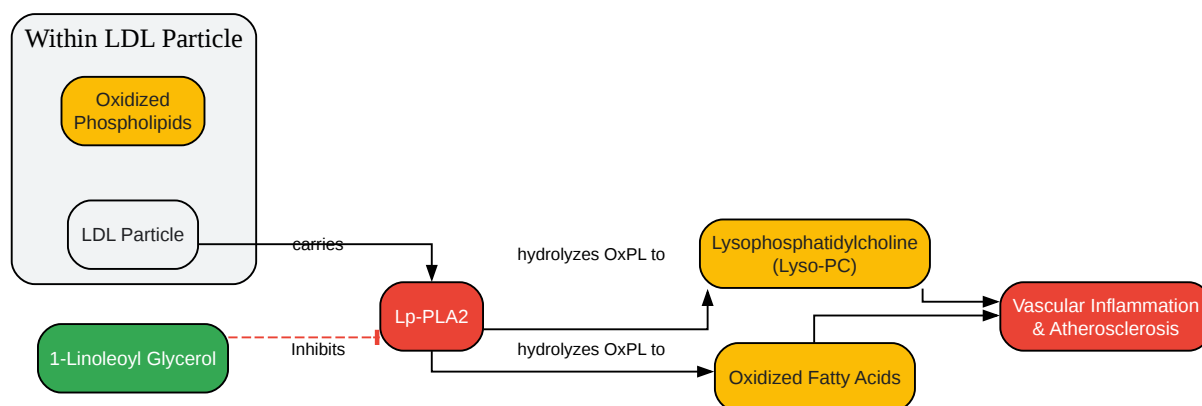 Within LDL Particle
Oxidized
Phospholipids
LDL Particle
carries
hydrolyzes OxPL to
Lysophosphatidylcholine
(Lyso-PC)
Lp-PLA2
Vascular Inflammation
& Atherosclerosis
1-Linoleoyl Glycerol
Inhibits
hydrolyzes OxPL to
Oxidized Fatty Acids